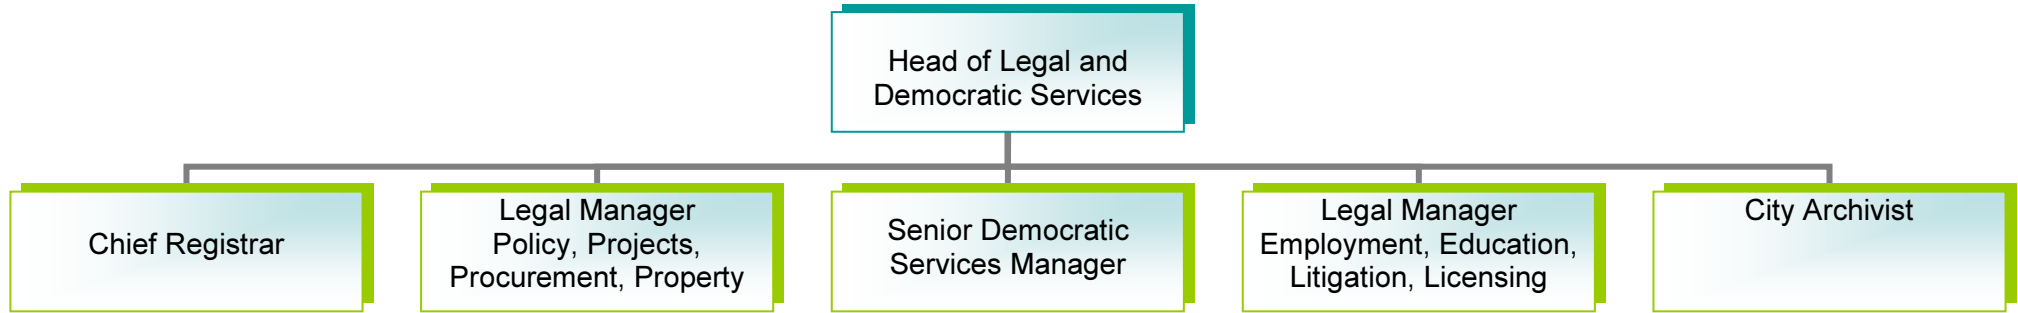 Head of Legal and
Democratic Services
Chief Registrar
Legal Manager
Policy, Projects,
Procurement, Property
Senior Democratic
Services Manager
Legal Manager
Employment, Education,
Litigation, Licensing
City Archivist